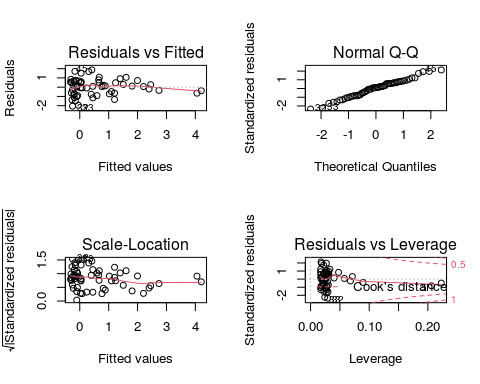 Residuals vs Fitted
Residuals
-2
1
0
1
2
3
4
Fitted values
Normal Q-Q
Standardized residuals
-2
1
-2
-1
0
1
2
Theoretical Quantiles
Scale-Location
√|Standardized residuals|
0.0
1.5
0
1
2
3
4
Fitted values
Residuals vs Leverage
Standardized residuals
-2
1
0.5
1
Cook's distance
0.00
0.10
0.20
Leverage